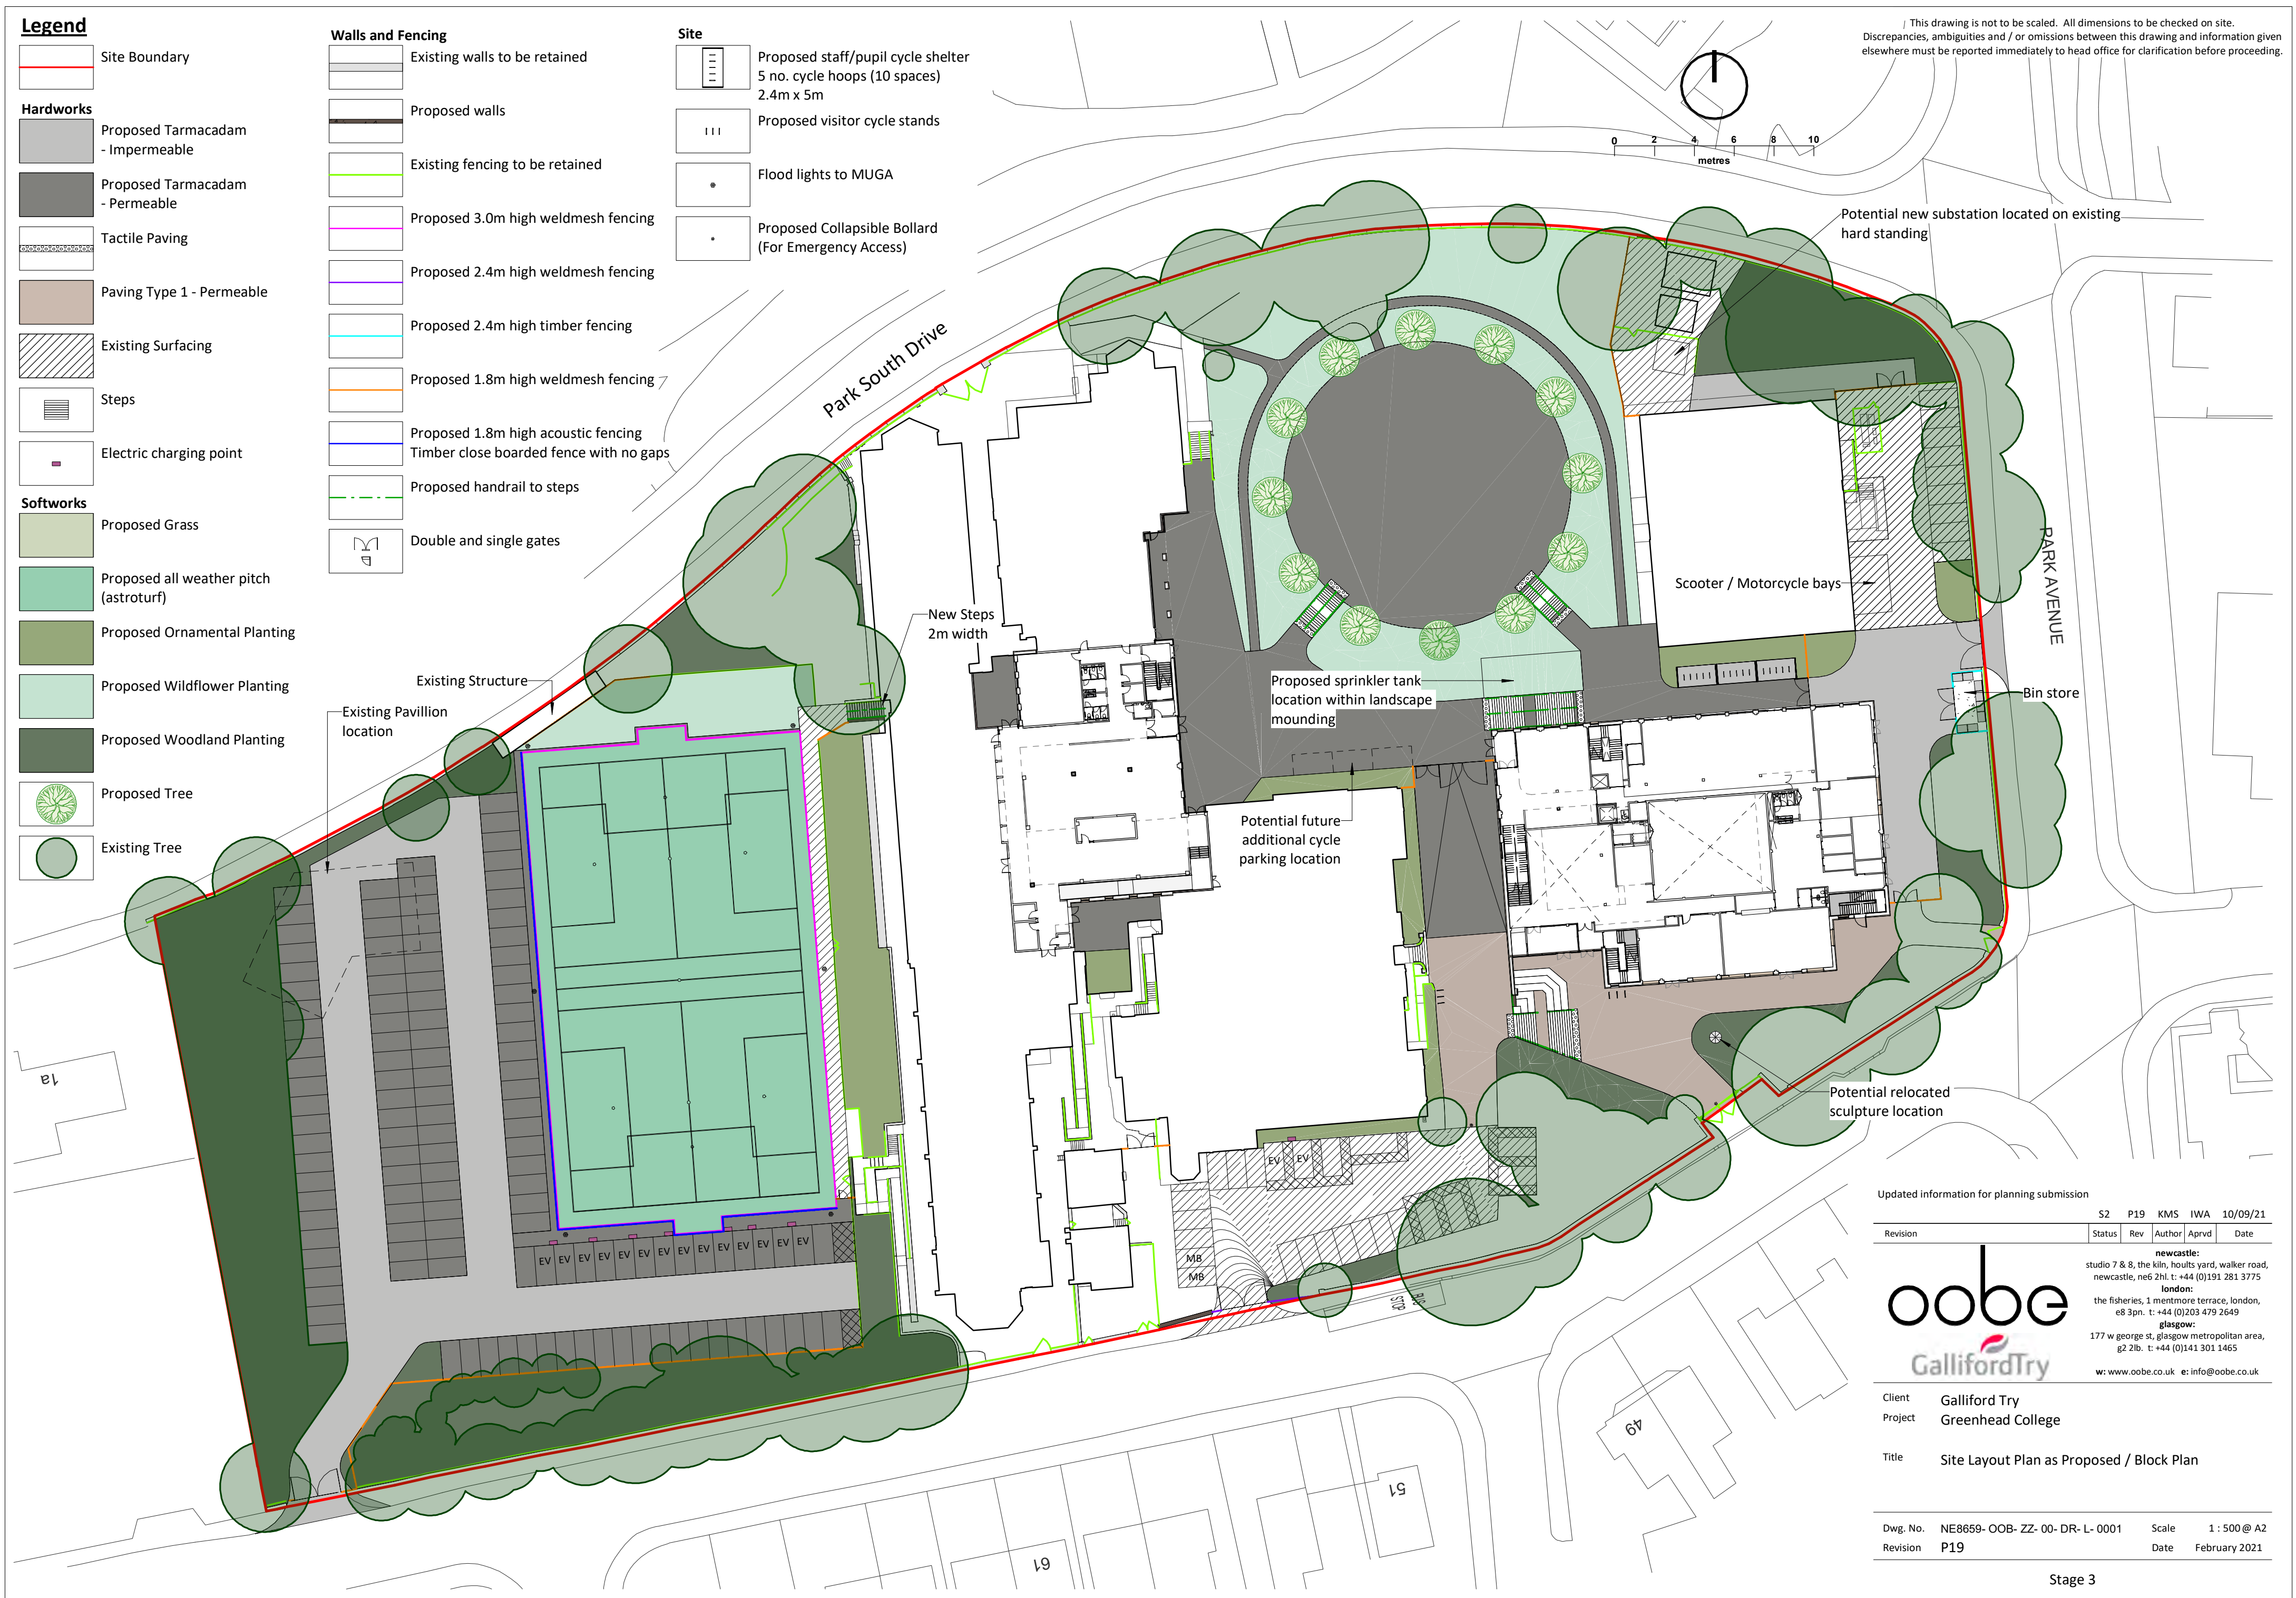 Legend
Site Boundary
Hardworks
Proposed Tarmacadam
- Impermeable
Proposed Tarmacadam
- Permeable
Tactile Paving
Paving Type 1 - Permeable
Existing Surfacing
Steps
Electric charging point
Softworks
Proposed Grass
Proposed all weather pitch
(astroturf)
Proposed Ornamental Planting
Proposed Wildflower Planting
Proposed Woodland Planting
Proposed Tree
Existing Tree
Walls and Fencing
Existing walls to be retained
Proposed walls
Existing fencing to be retained
Proposed 3.0m high weldmesh fencing
Proposed 2.4m high weldmesh fencing
Proposed 2.4m high timber fencing
Proposed 1.8m high weldmesh fencing
Proposed 1.8m high acoustic fencing
Timber close boarded fence with no gaps
Proposed handrail to steps
Double and single gates
Site
Proposed staff/pupil cycle shelter
5 no. cycle hoops (10 spaces)
2.4m x 5m
Proposed visitor cycle stands
Flood lights to MUGA
Proposed Collapsible Bollard
(For Emergency Access)
This drawing is not to be scaled. All dimensions to be checked on site.
Discrepancies, ambiguities and / or omissions between this drawing and information given
elsewhere must be reported immediately to head office for clarification before proceeding.
0 2 4 6 8 10
metres
Potential new substation located on existing
hard standing
Park South Drive
PARK AVENUE
Scooter / Motorcycle bays
New Steps
2m width
Existing Structure
Existing Pavillion
location
Proposed sprinkler tank
location within landscape
mounding
Bin store
Potential future
additional cycle
parking location
Potential relocated
sculpture location
1a
EV EV
MB
MB
EV EV EV EV EV EV EV EV EV EV EV EV EV EV
BUS
STOP
49
51
61
Updated information for planning submission
S2 P19 KMS IWA 10/09/21
Revision Status Rev Author Aprvd Date
oobe
newcastle:
studio 7 & 8, the kiln, hoults yard, walker road,
newcastle, ne6 2hl. t: +44 (0)191 281 3775
london:
the fisheries, 1 mentmore terrace, london,
e8 3pn. t: +44 (0)203 479 2649
glasgow:
177 w george st, glasgow metropolitan area,
g2 2lb. t: +44 (0)141 301 1465
w: www.oobe.co.uk e: info@oobe.co.uk
GallifordTry
Client Galliford Try
Project Greenhead College
Title Site Layout Plan as Proposed / Block Plan
Dwg. No. NE8659- OOB- ZZ- 00- DR- L- 0001 Scale 1 : 500 @ A2
Revision P19 Date February 2021
Stage 3